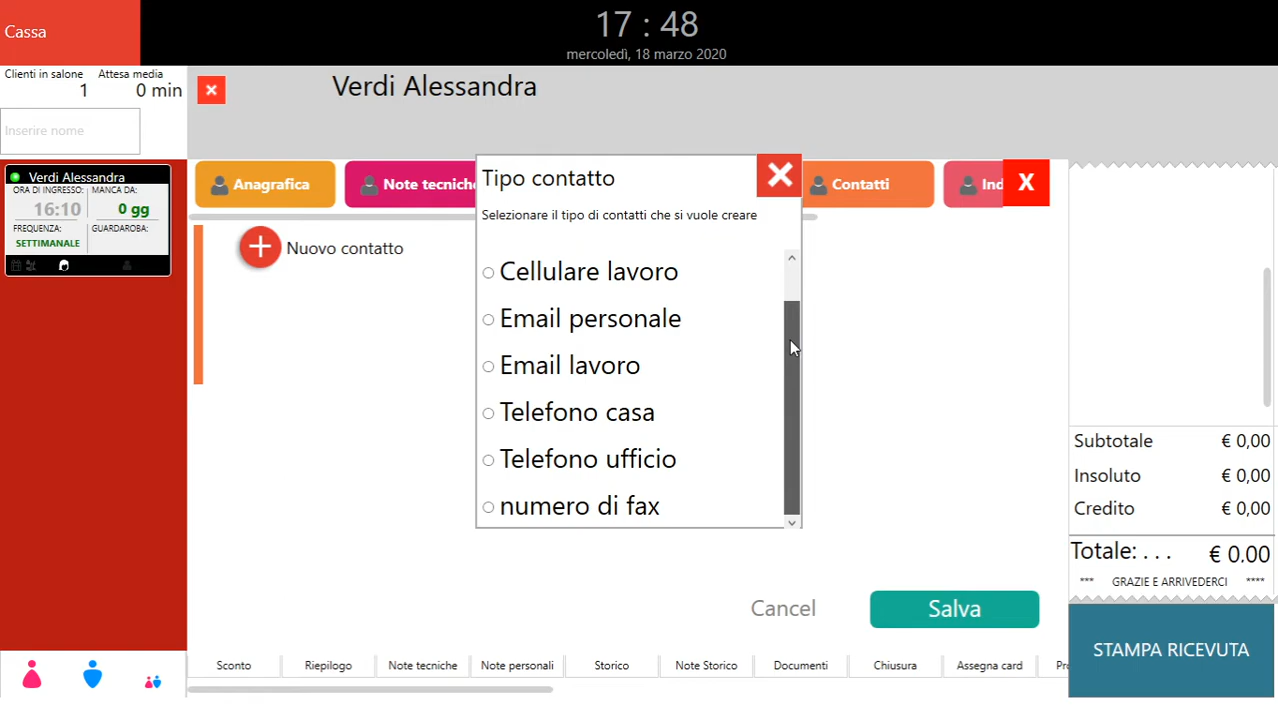 Cassa
17 : 48
mercoledì, 18 marzo 2020
Clienti in salone
1
Attesa media
0 min
Inserire nome
Verdi Alessandra
ORA DI INGRESSO:
16:10
MANCA DA:
0 gg
FREQUENZA:
SETTIMANALE
GUARDAROBA:
x
Verdi Alessandra
Anagrafica
Note tecniche
Contatti
Ind
X
Nuovo contatto
Tipo contatto
Selezionare il tipo di contatti che si vuole creare
Cellulare lavoro
Email personale
Email lavoro
Telefono casa
Telefono ufficio
numero di fax
Cancel
Salva
Sconto
Riepilogo
Note tecniche
Note personali
Storico
Note Storico
Documenti
Chiusura
Assegna card
Subtotale € 0,00
Insoluto € 0,00
Credito € 0,00
Totale: . . . € 0.00
*** GRAZIE E ARRIVEDERCI ****
STAMPA RICEVUTA